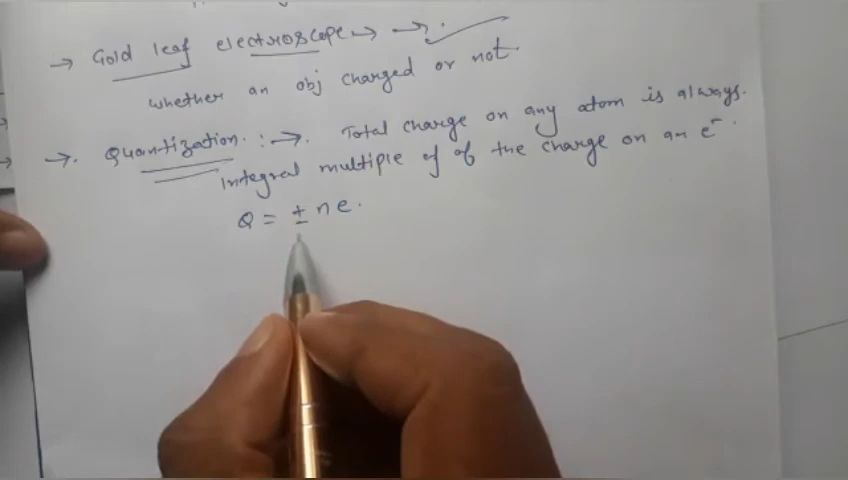 → Gold leaf electroscope → →.
whether an obj charged or not.
→. Quantization. : →. Total charge on any atom is always.
Integral multiple of of the charge on an e⁻.
Q = ± ne.